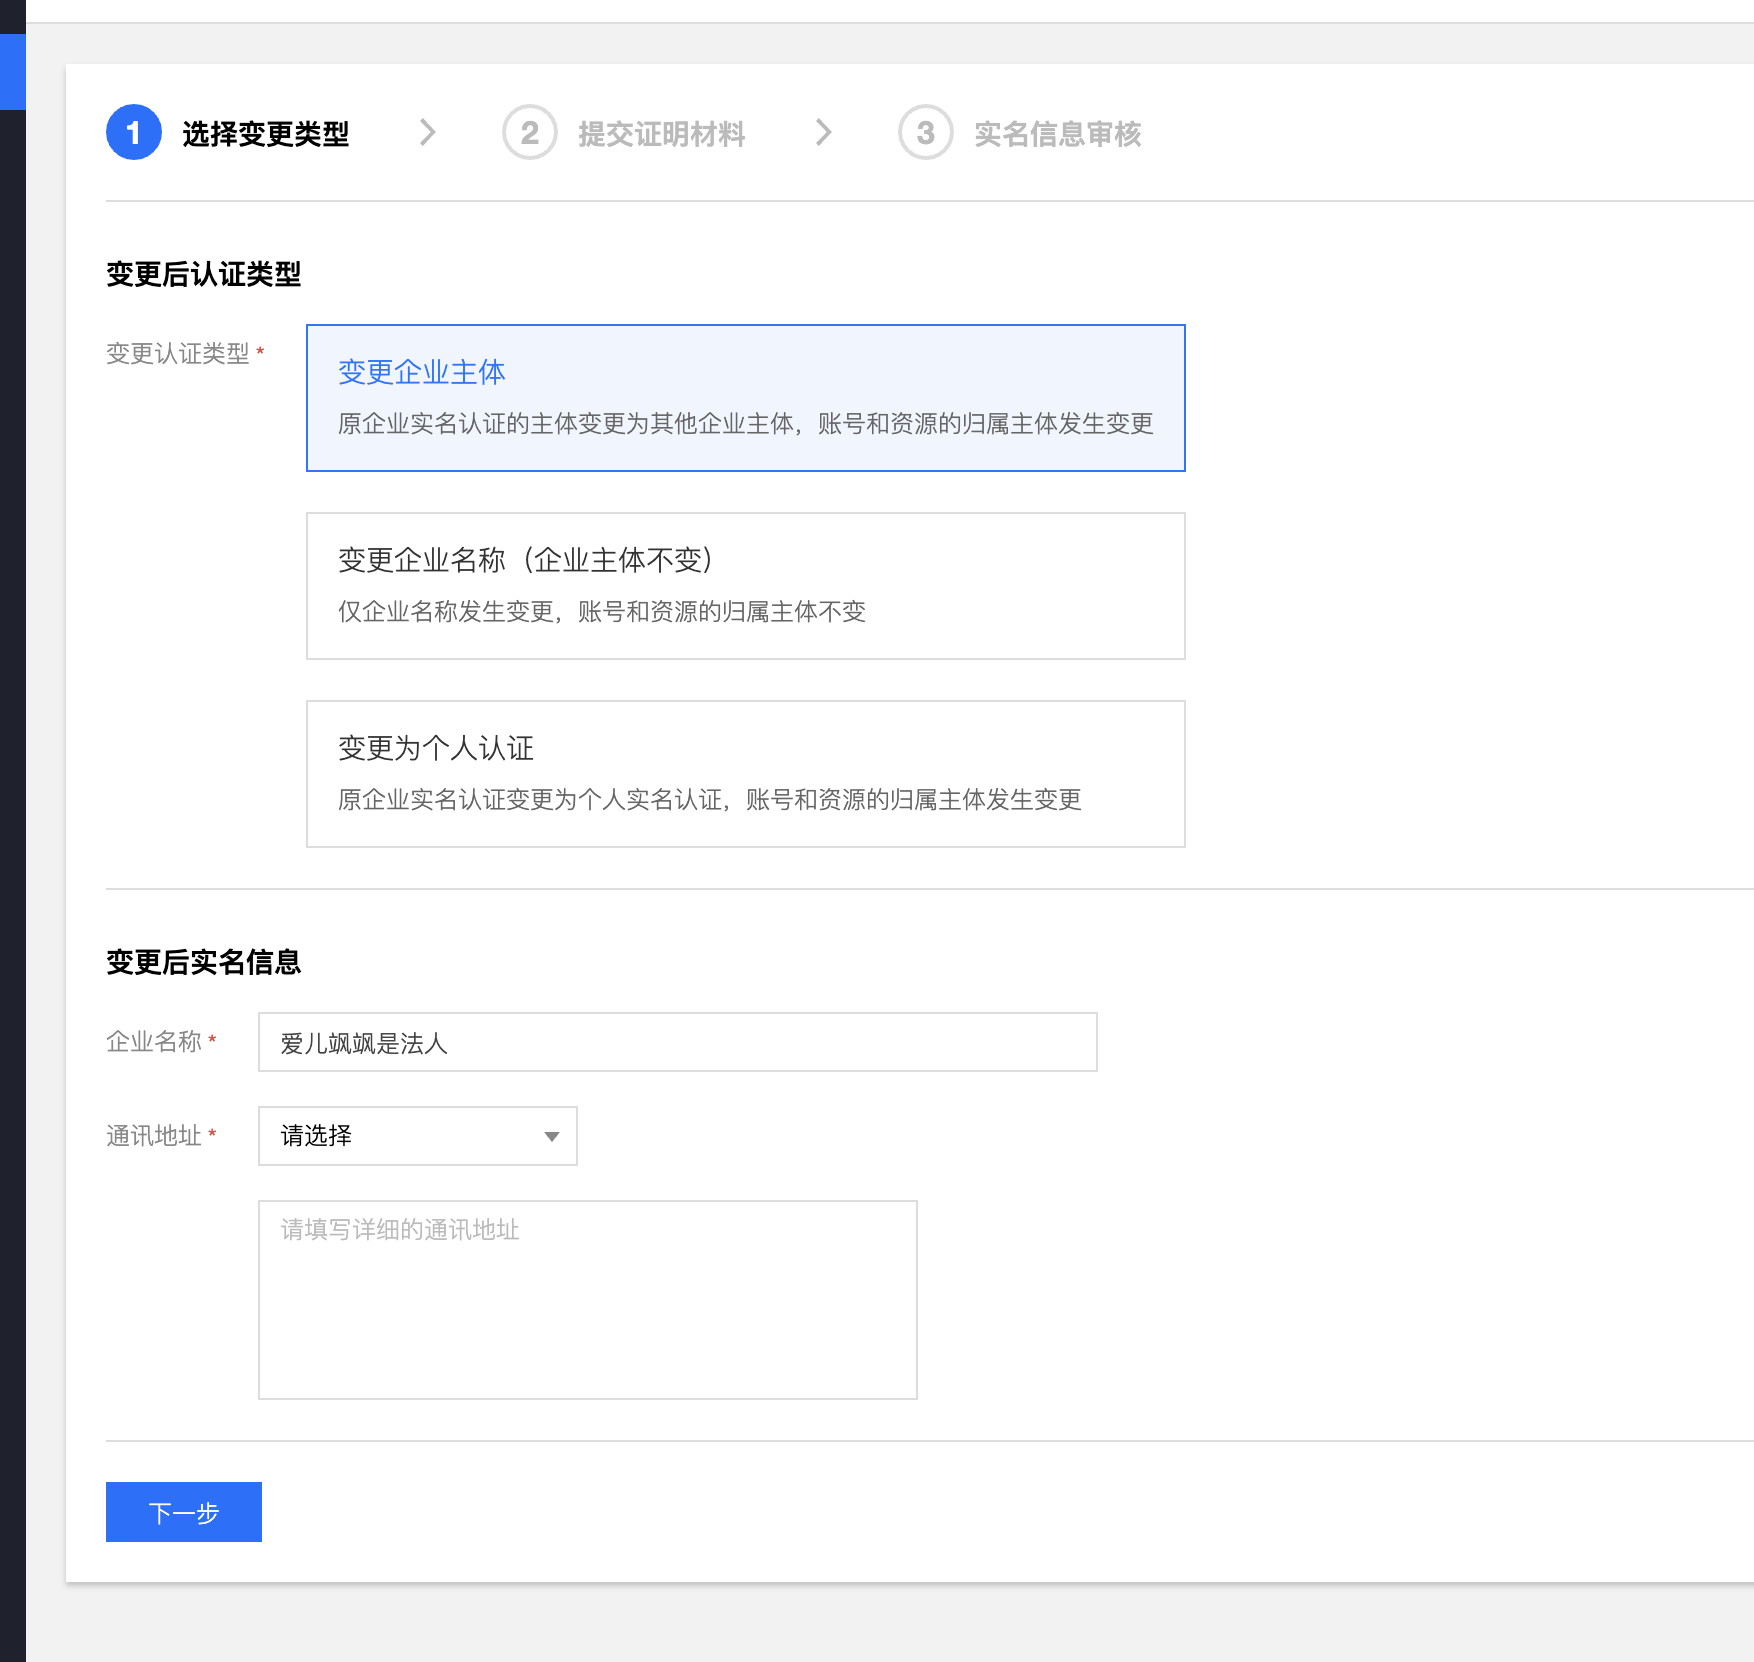 1 选择变更类型 2 提交证明材料 3 实名信息审核
变更后认证类型
变更认证类型 *
变更企业主体
原企业实名认证的主体变更为其他企业主体，账号和资源的归属主体发生变更
变更企业名称（企业主体不变）
仅企业名称发生变更，账号和资源的归属主体不变
变更为个人认证
原企业实名认证变更为个人实名认证，账号和资源的归属主体发生变更
变更后实名信息
企业名称 * 爱儿飒飒是法人
通讯地址 * 请选择
请填写详细的通讯地址
下一步